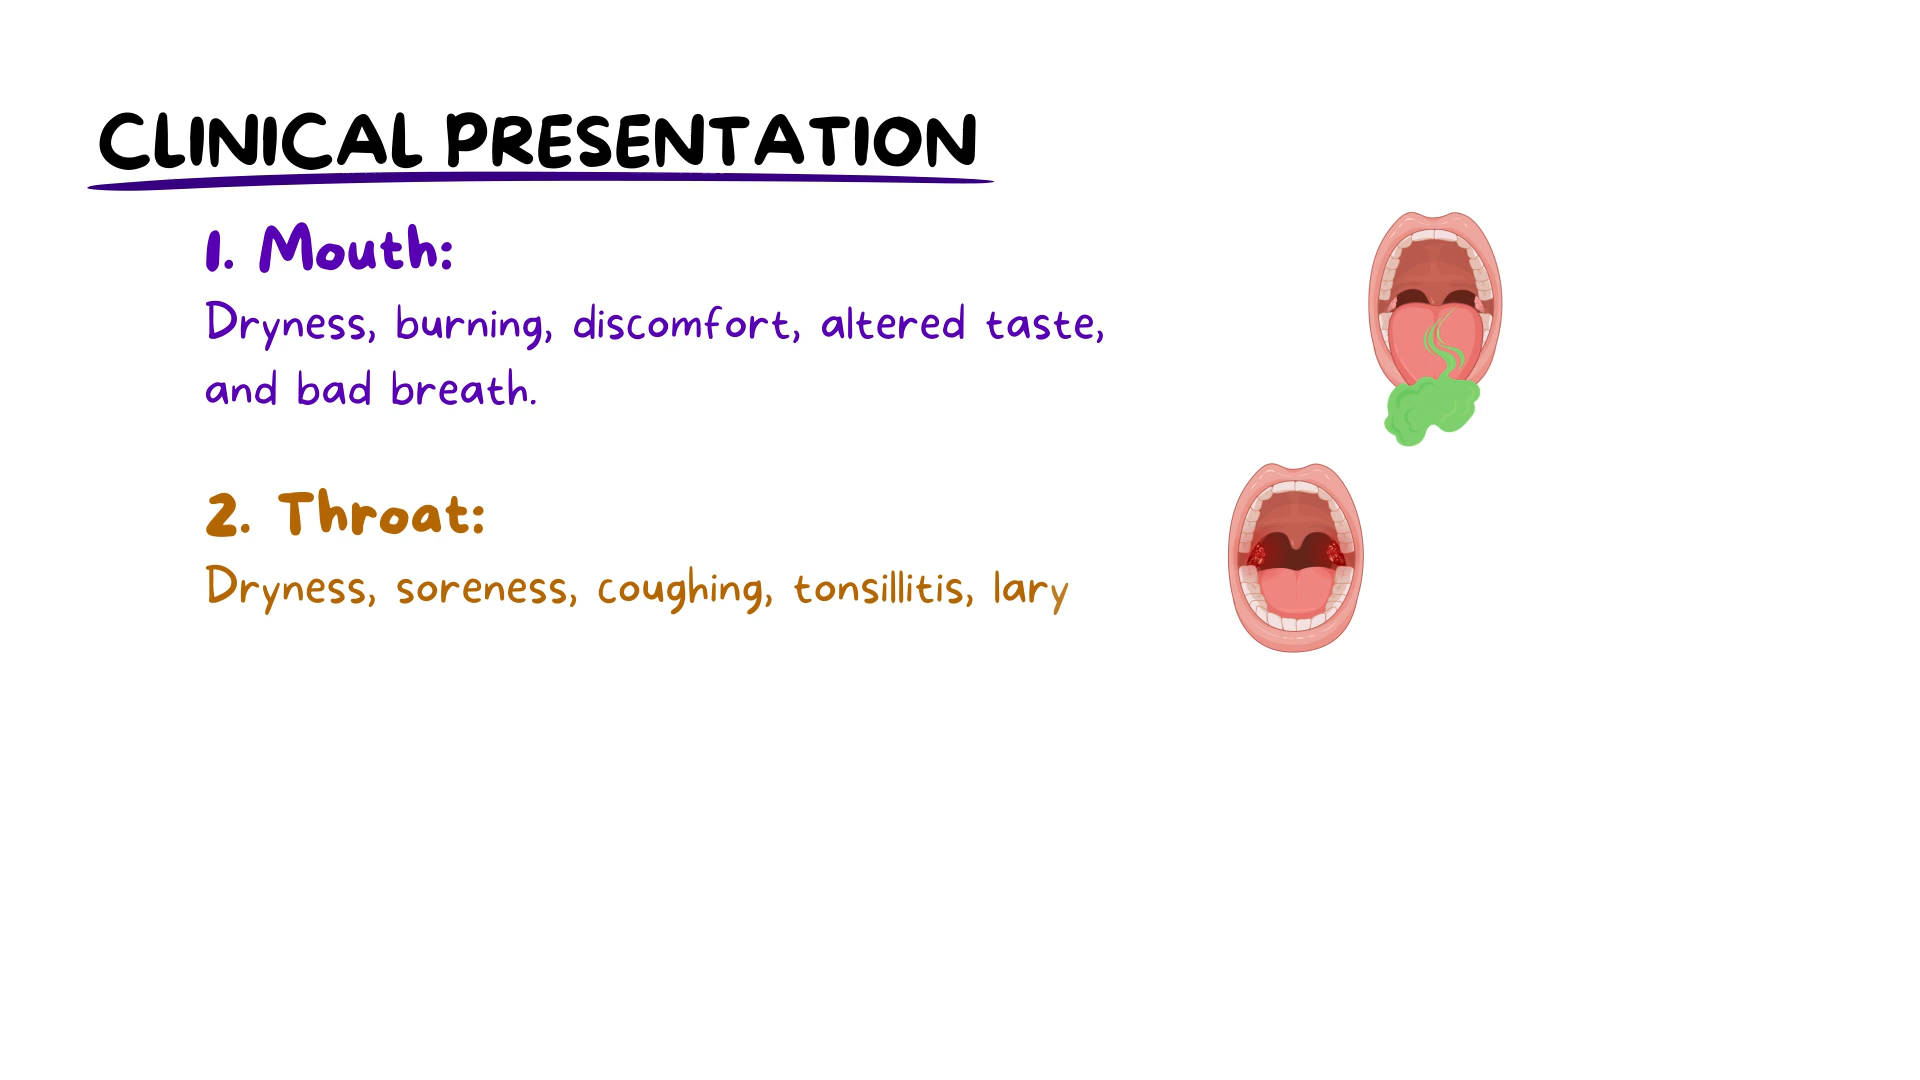 CLINICAL PRESENTATION
1. Mouth:
Dryness, burning, discomfort, altered taste,
and bad breath.
2. Throat:
Dryness, soreness, coughing, tonsillitis, lary